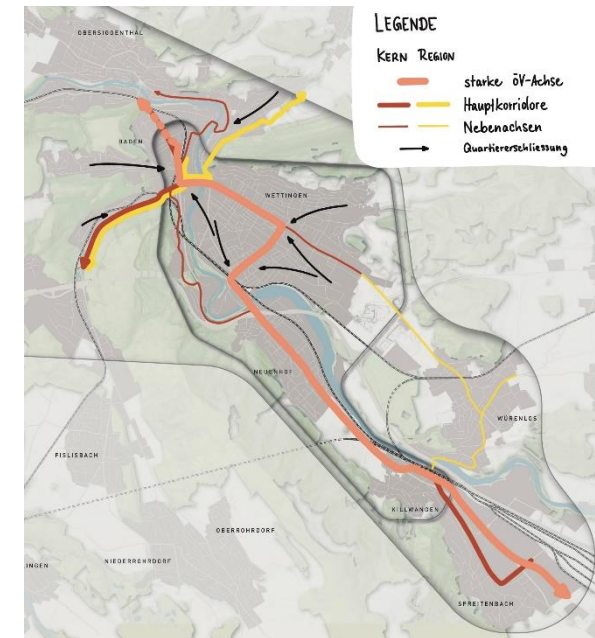 LEGENDE
KERN REGION
starke ÖV-Achse
Hauptkorridore
Nebenachsen
Quartiererschliessung
OBERSIGGENTHAL
BADEN
WETTINGEN
NEUENHOF
WÜRENLOS
FISLISBACH
KILLWANGEN
OBERROHRDORF
NIEDERROHRDORF
INGEN
SPREITENBACH